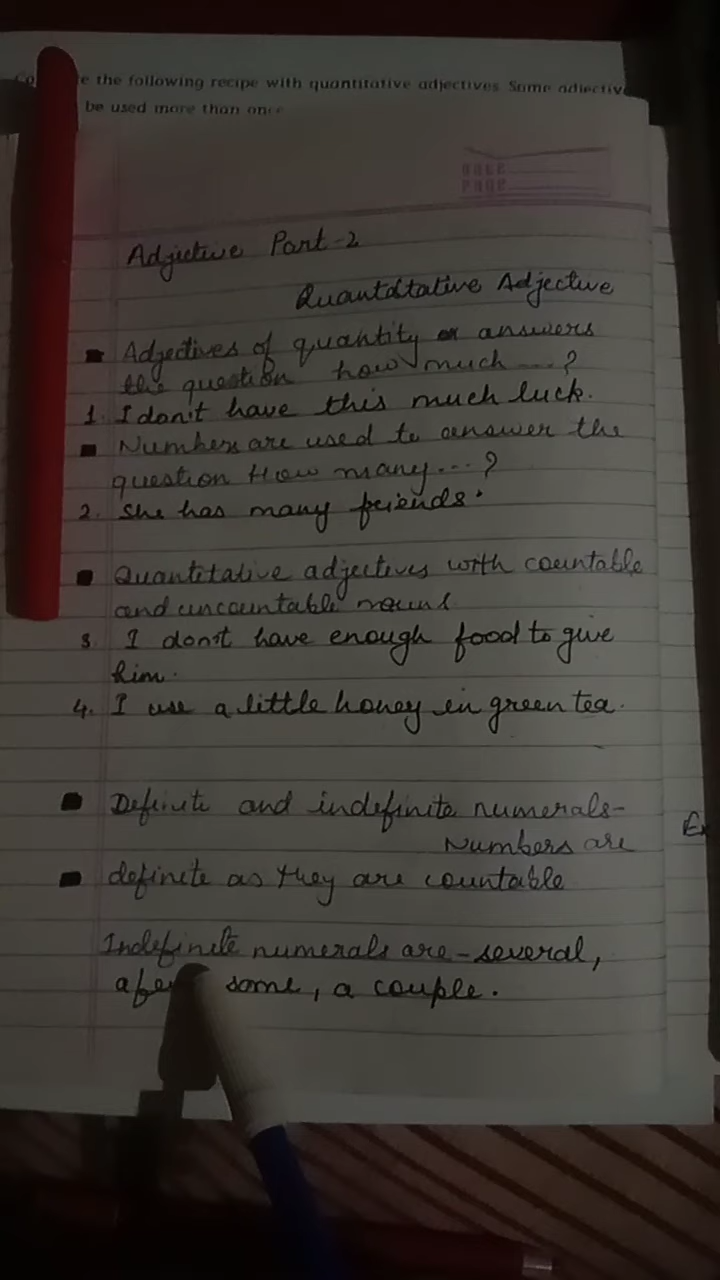 e the following recipe with quantitative adjectives. Some adjectiv
be used more than once
DATE
PAGE
Adjective Part-2
Quantitative Adjective
Adjectives of quantity or answers
the question how much ...?
1. I don't have this much luck.
Numbers are used to answer the
question How many...?
2. She has many friends.
Quantitative adjectives with countable
and uncountable nouns
3. I don't have enough food to give
him.
4. I use a little honey in green tea.
Definite and indefinite numerals-
Numbers are
definite as they are countable
Indefinite numerals are - several,
a few some, a couple.